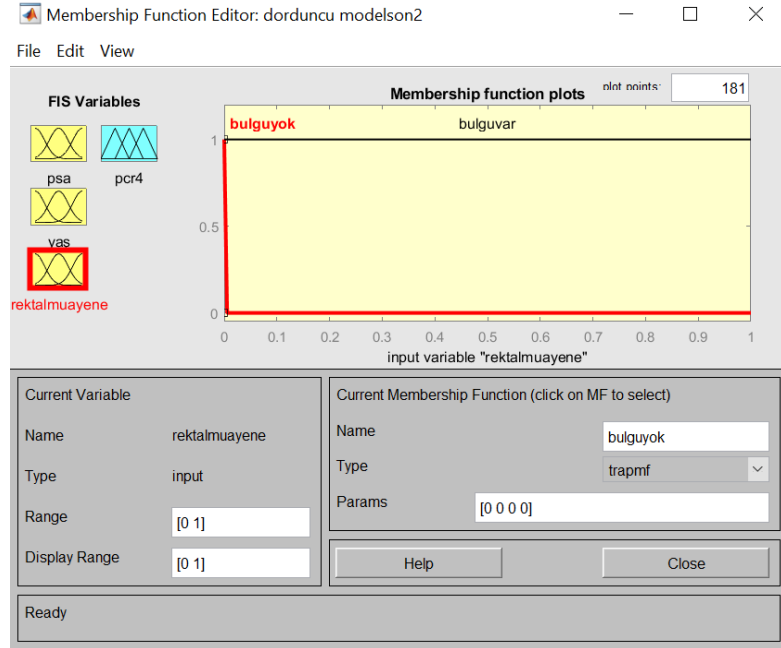 Membership Function Editor: dorduncu modelson2
File Edit View
FIS Variables
Membership function plots
plot points:
181
psa
pcr4
yas
rektalmuayene
bulguyok
bulguvar
1
0.5
0
0 0.1 0.2 0.3 0.4 0.5 0.6 0.7 0.8 0.9 1
input variable "rektalmuayene"
Current Variable
Name rektalmuayene
Type input
Range [0 1]
Display Range [0 1]
Current Membership Function (click on MF to select)
Name bulguyok
Type trapmf
Params [0 0 0 0]
Help
Close
Ready